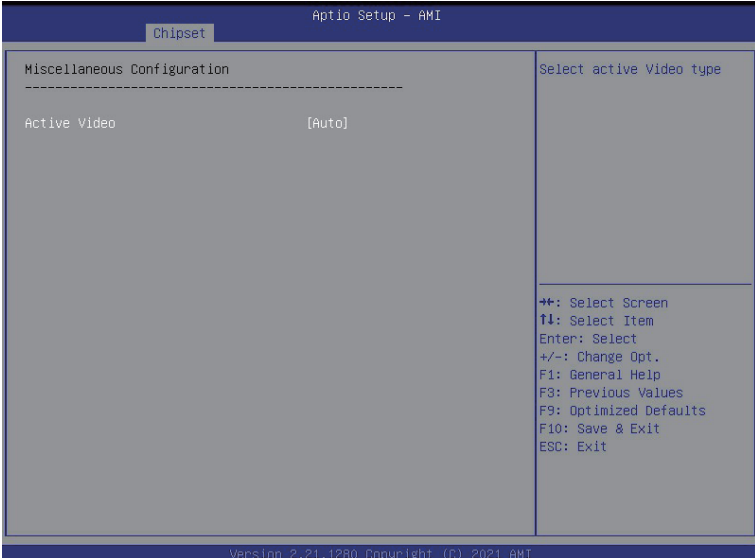 Aptio Setup – AMI
Chipset
Miscellaneous Configuration
--------------------------------------------------
Active Video [Auto]
Select active Video type
→←: Select Screen
↑↓: Select Item
Enter: Select
+/-: Change Opt.
F1: General Help
F3: Previous Values
F9: Optimized Defaults
F10: Save & Exit
ESC: Exit
Version 2.21.1280 Copyright (C) 2021 AMI